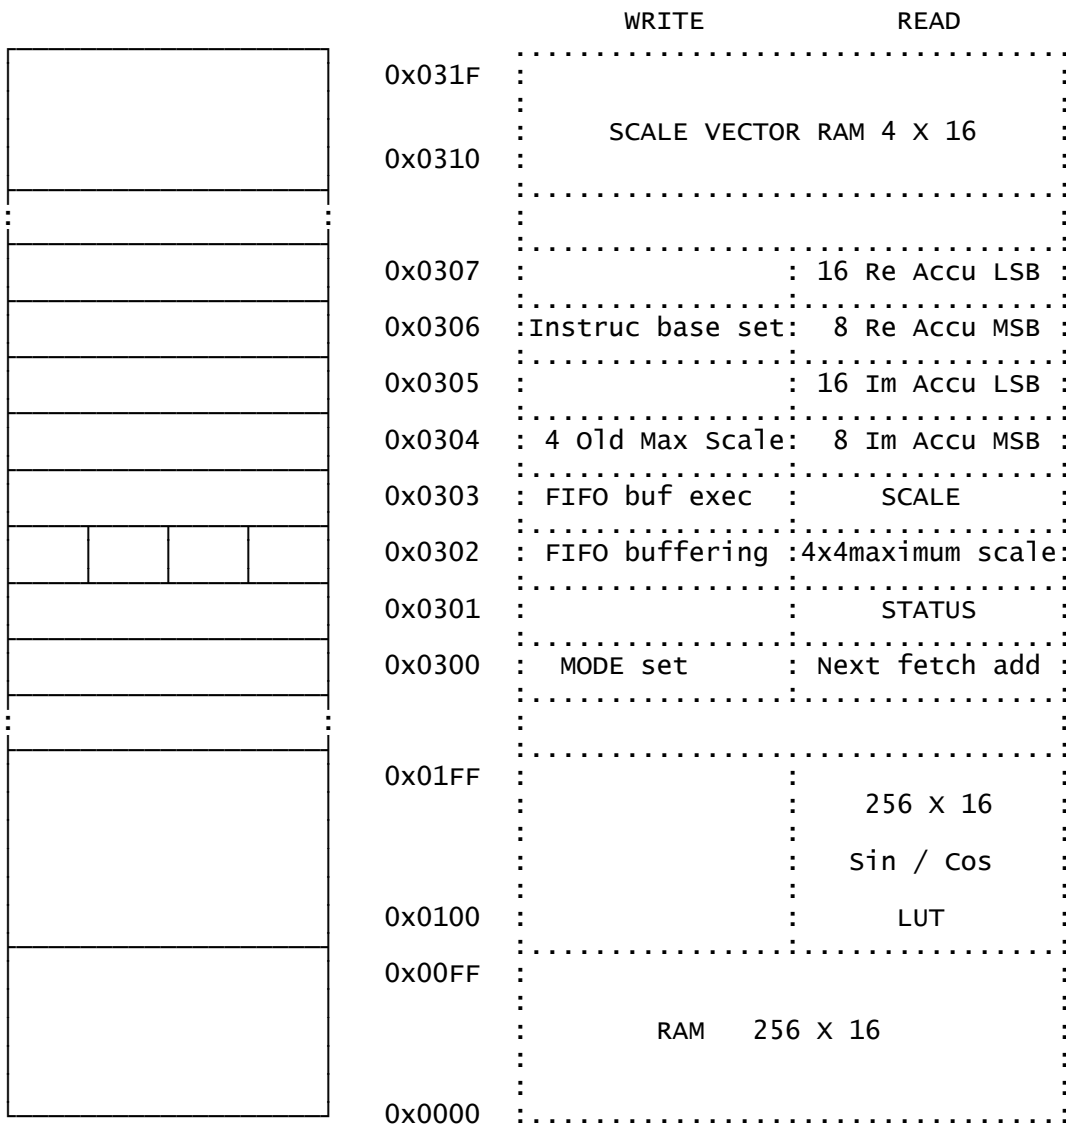 WRITE READ
0x031F
SCALE VECTOR RAM 4 X 16
0x0310
0x0307 16 Re Accu LSB
0x0306 Instruc base set 8 Re Accu MSB
0x0305 16 Im Accu LSB
0x0304 4 Old Max Scale 8 Im Accu MSB
0x0303 FIFO buf exec SCALE
0x0302 FIFO buffering 4x4maximum scale
0x0301 STATUS
0x0300 MODE set Next fetch add
0x01FF
256 X 16
Sin / Cos
0x0100 LUT
0x00FF
RAM 256 X 16
0x0000